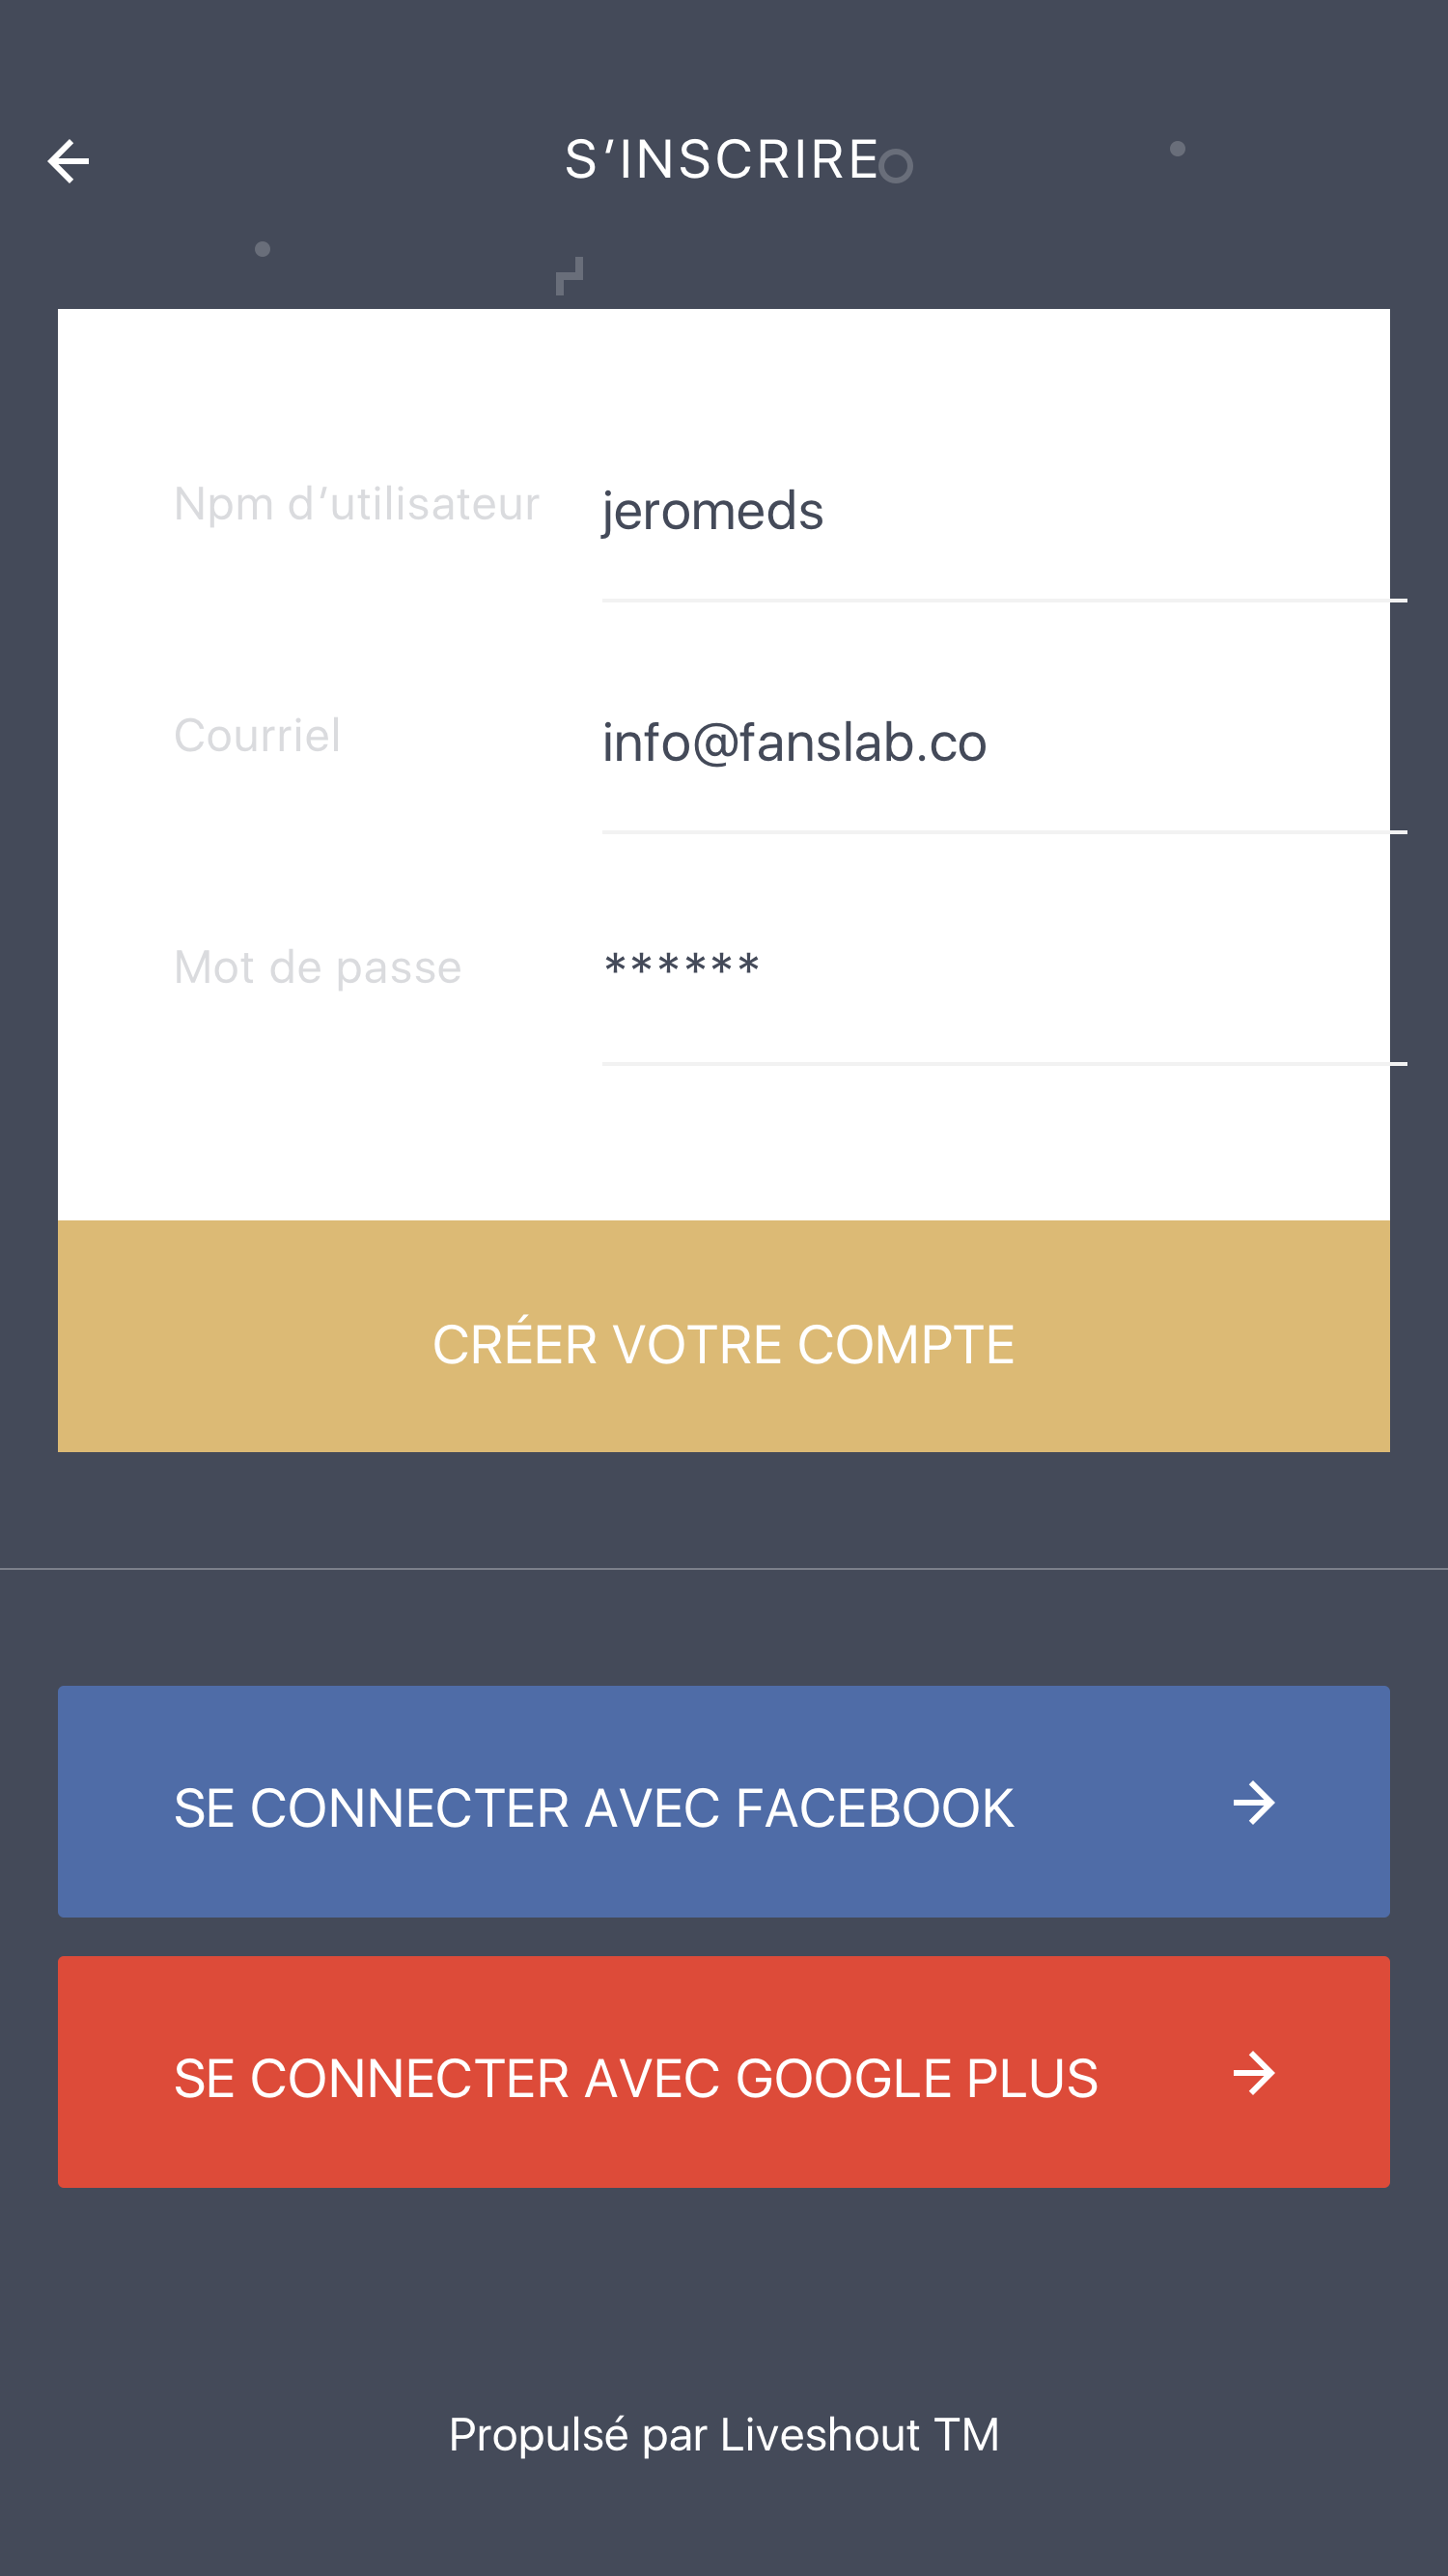 S’INSCRIRE
Npm d’utilisateur jeromeds
Courriel info@fanslab.co
Mot de passe ******
CRÉER VOTRE COMPTE
SE CONNECTER AVEC FACEBOOK
SE CONNECTER AVEC GOOGLE PLUS
Propulsé par Liveshout TM